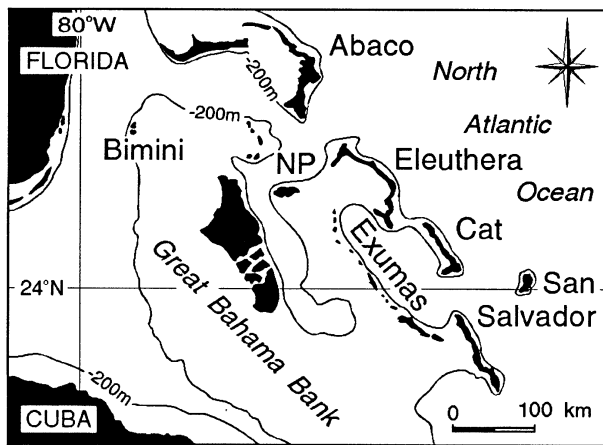 80°W
FLORIDA
Abaco
North
Atlantic
Ocean
-200m
-200m
Bimini
NP
Eleuthera
Cat
Exumas
San
Salvador
24°N
Great Bahama Bank
-200m
CUBA
0 100 km